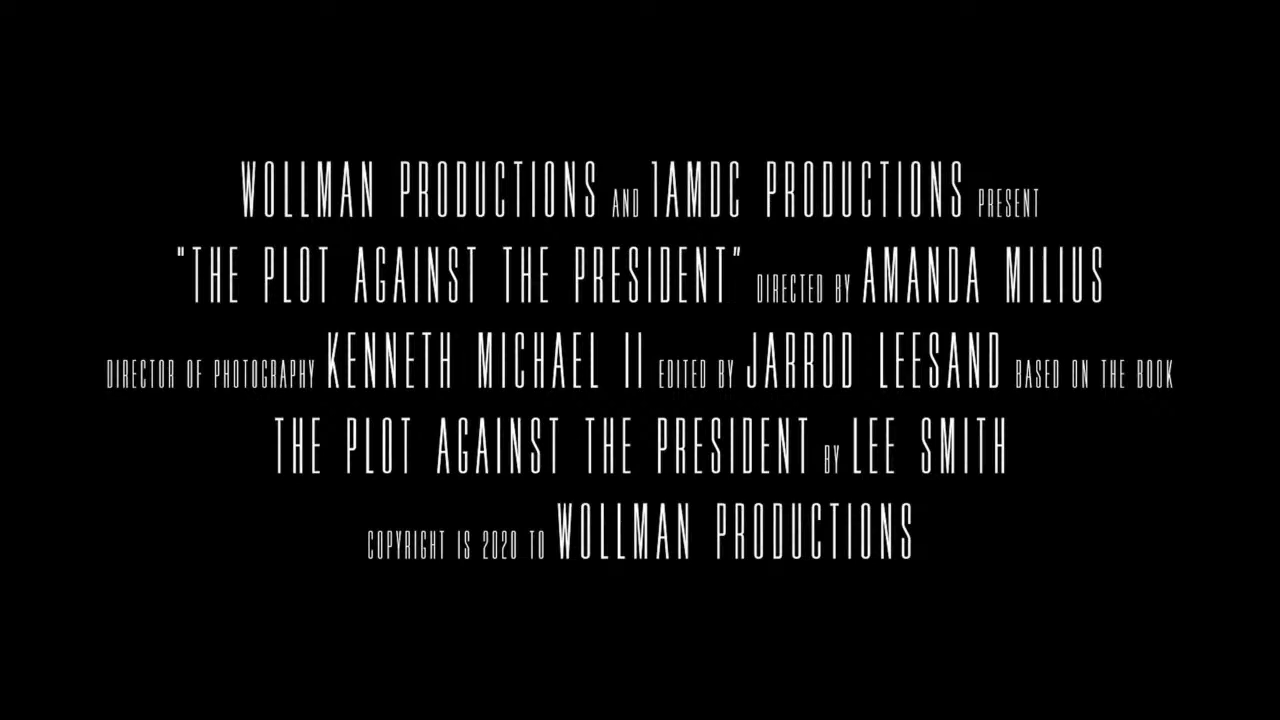 WOLLMAN PRODUCTIONS AND 1AMDC PRODUCTIONS PRESENT
"THE PLOT AGAINST THE PRESIDENT" DIRECTED BY AMANDA MILIUS
DIRECTOR OF PHOTOGRAPHY KENNETH MICHAEL II EDITED BY JARROD LEESAND BASED ON THE BOOK
THE PLOT AGAINST THE PRESIDENT BY LEE SMITH
COPYRIGHT IS 2020 TO WOLLMAN PRODUCTIONS